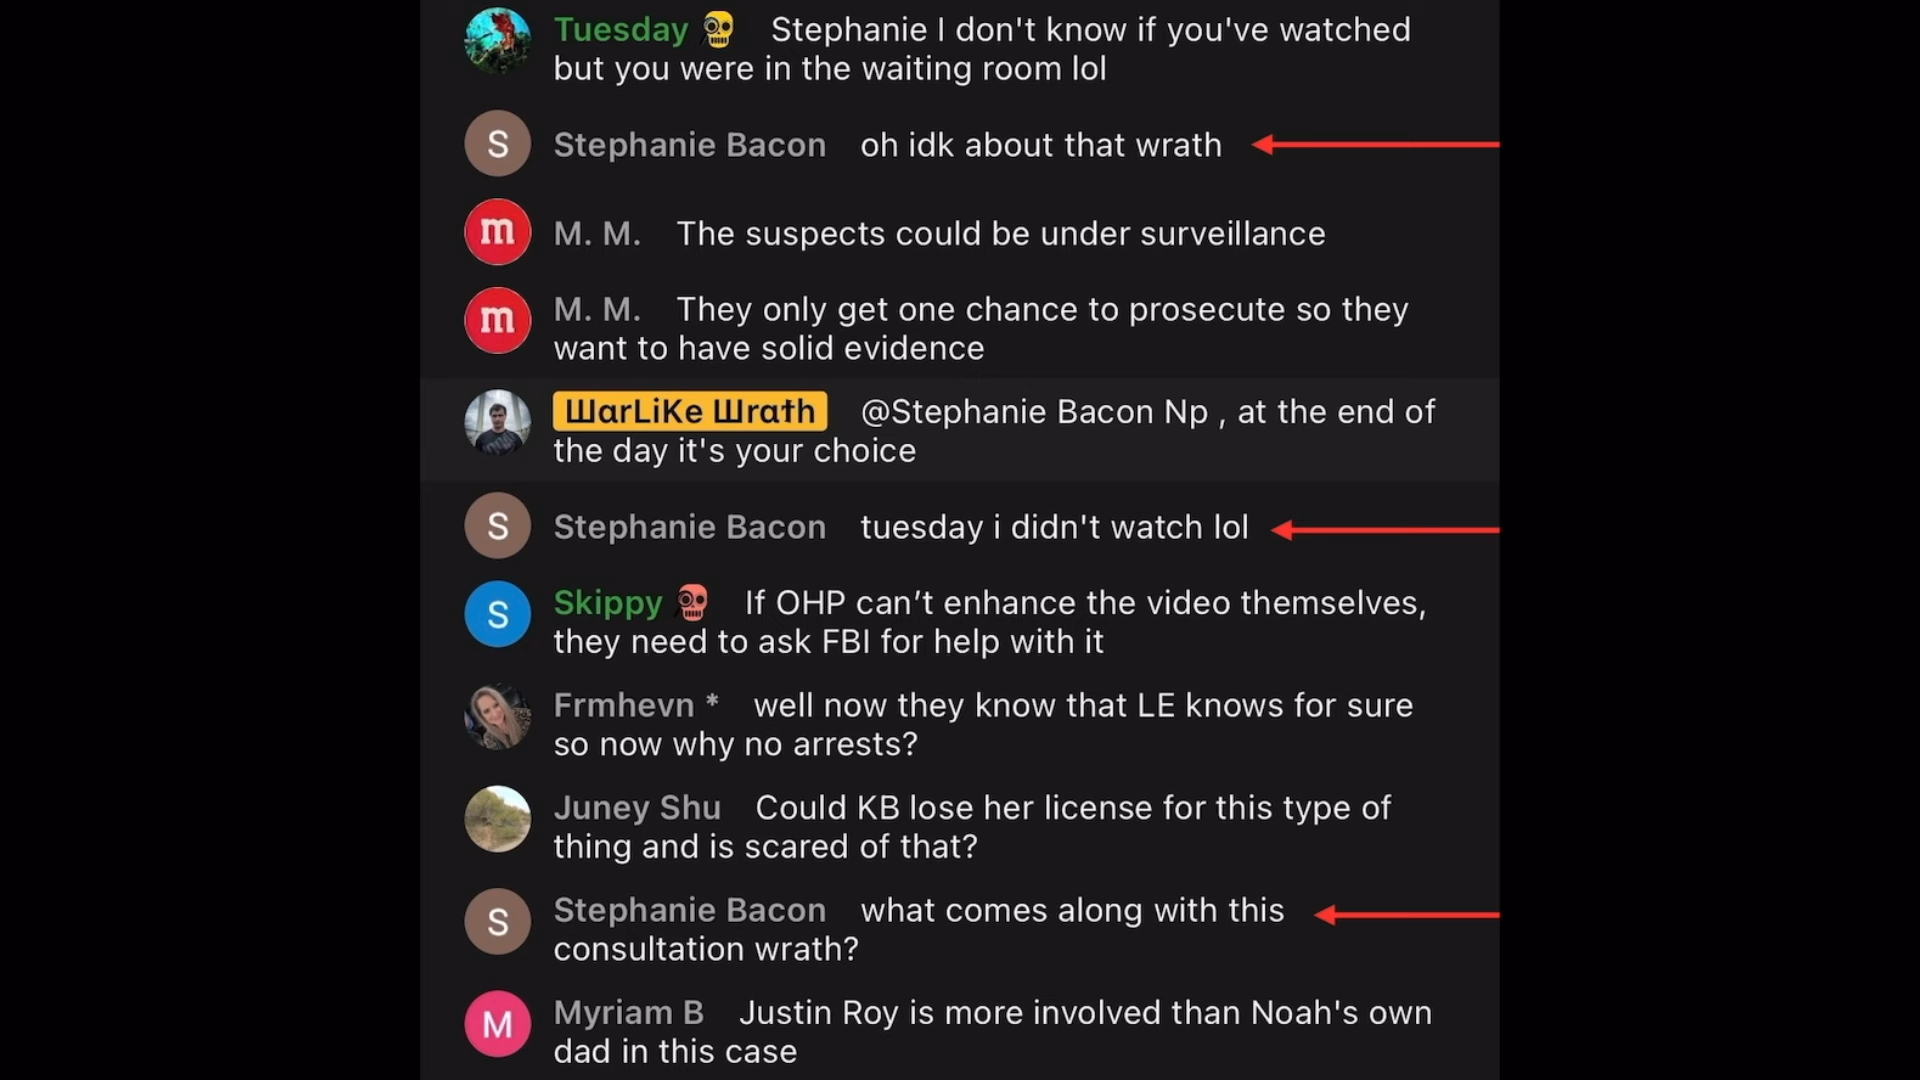 Tuesday Stephanie I don't know if you've watched
but you were in the waiting room lol
S Stephanie Bacon oh idk about that wrath
m M. M. The suspects could be under surveillance
m M. M. They only get one chance to prosecute so they
want to have solid evidence
ШarLiKe Шrath @Stephanie Bacon Np , at the end of
the day it's your choice
S Stephanie Bacon tuesday i didn't watch lol
S Skippy If OHP can’t enhance the video themselves,
they need to ask FBI for help with it
Frmhevn * well now they know that LE knows for sure
so now why no arrests?
Juney Shu Could KB lose her license for this type of
thing and is scared of that?
S Stephanie Bacon what comes along with this
consultation wrath?
M Myriam B Justin Roy is more involved than Noah's own
dad in this case